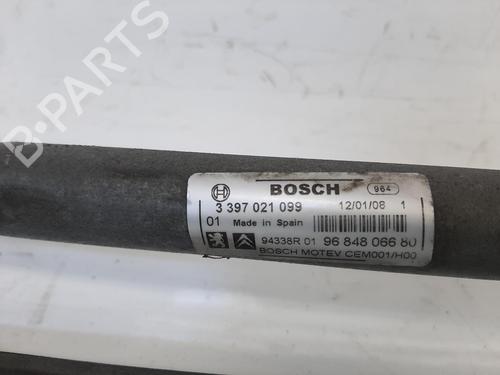 B-PARTS
BOSCH 964
3 397 021 099 12/01/08 1
01 Made in Spain
94338R 01 96 848 066 80
BOSCH MOTEV CEM001/H00